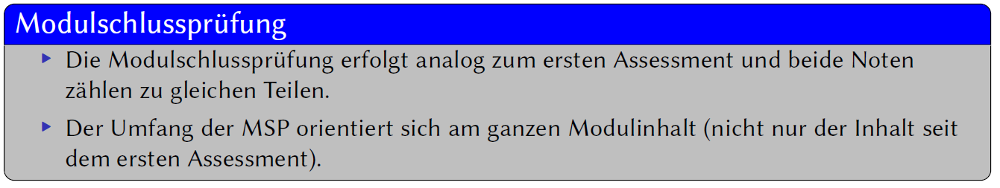 Modulschlussprüfung
Die Modulschlussprüfung erfolgt analog zum ersten Assessment und beide Noten
zählen zu gleichen Teilen.
Der Umfang der MSP orientiert sich am ganzen Modulinhalt (nicht nur der Inhalt seit
dem ersten Assessment).